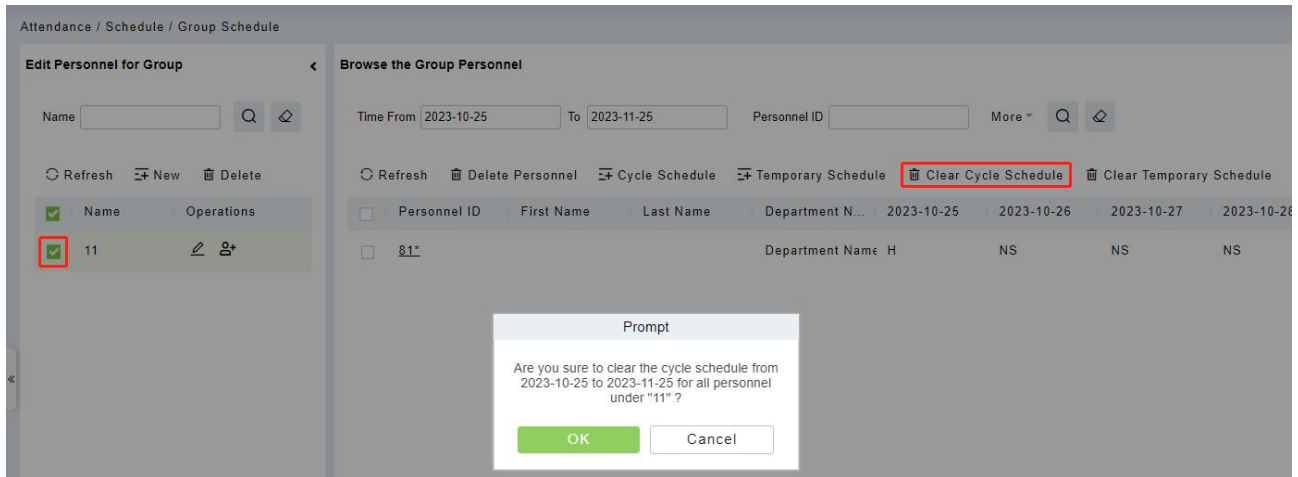 Attendance / Schedule / Group Schedule
Edit Personnel for Group
Name
Refresh New Delete
Name Operations
11
Browse the Group Personnel
Time From 2023-10-25 To 2023-11-25 Personnel ID More
Refresh Delete Personnel Cycle Schedule Temporary Schedule Clear Cycle Schedule Clear Temporary Schedule
Personnel ID First Name Last Name Department N... 2023-10-25 2023-10-26 2023-10-27 2023-10-28
81* Department Name H NS NS NS
Prompt
Are you sure to clear the cycle schedule from
2023-10-25 to 2023-11-25 for all personnel
under "11" ?
OK Cancel